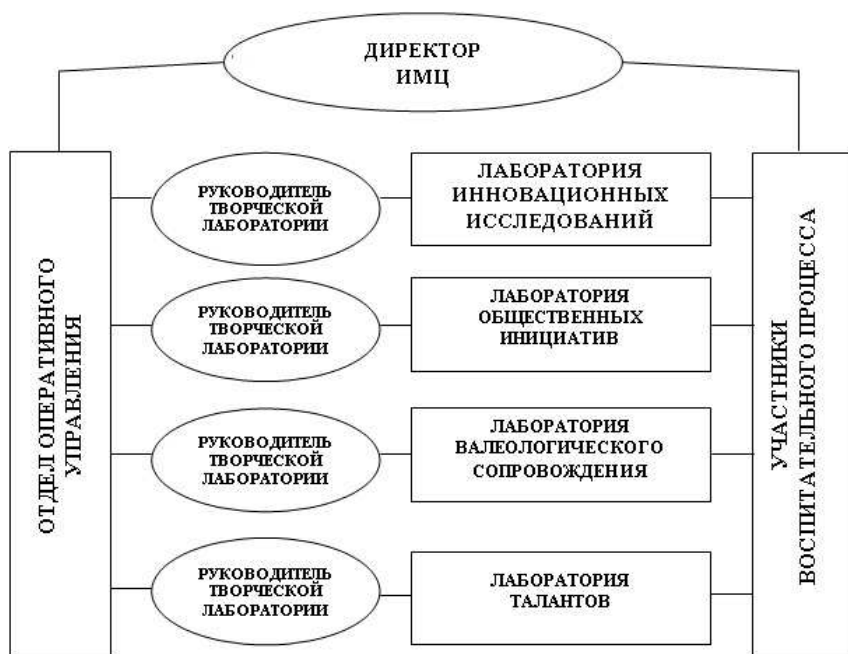 ДИРЕКТОР
ИМЦ
ОТДЕЛ ОПЕРАТИВНОГО
УПРАВЛЕНИЯ
РУКОВОДИТЕЛЬ
ТВОРЧЕСКОЙ
ЛАБОРАТОРИИ
ЛАБОРАТОРИЯ
ИННОВАЦИОННЫХ
ИССЛЕДОВАНИЙ
РУКОВОДИТЕЛЬ
ТВОРЧЕСКОЙ
ЛАБОРАТОРИИ
ЛАБОРАТОРИЯ
ОБЩЕСТВЕННЫХ
ИНИЦИАТИВ
РУКОВОДИТЕЛЬ
ТВОРЧЕСКОЙ
ЛАБОРАТОРИИ
ЛАБОРАТОРИЯ
ВАЛЕОЛОГИЧЕСКОГО
СОПРОВОЖДЕНИЯ
РУКОВОДИТЕЛЬ
ТВОРЧЕСКОЙ
ЛАБОРАТОРИИ
ЛАБОРАТОРИЯ
ТАЛАНТОВ
УЧАСТНИКИ
ВОСПИТАТЕЛЬНОГО ПРОЦЕССА